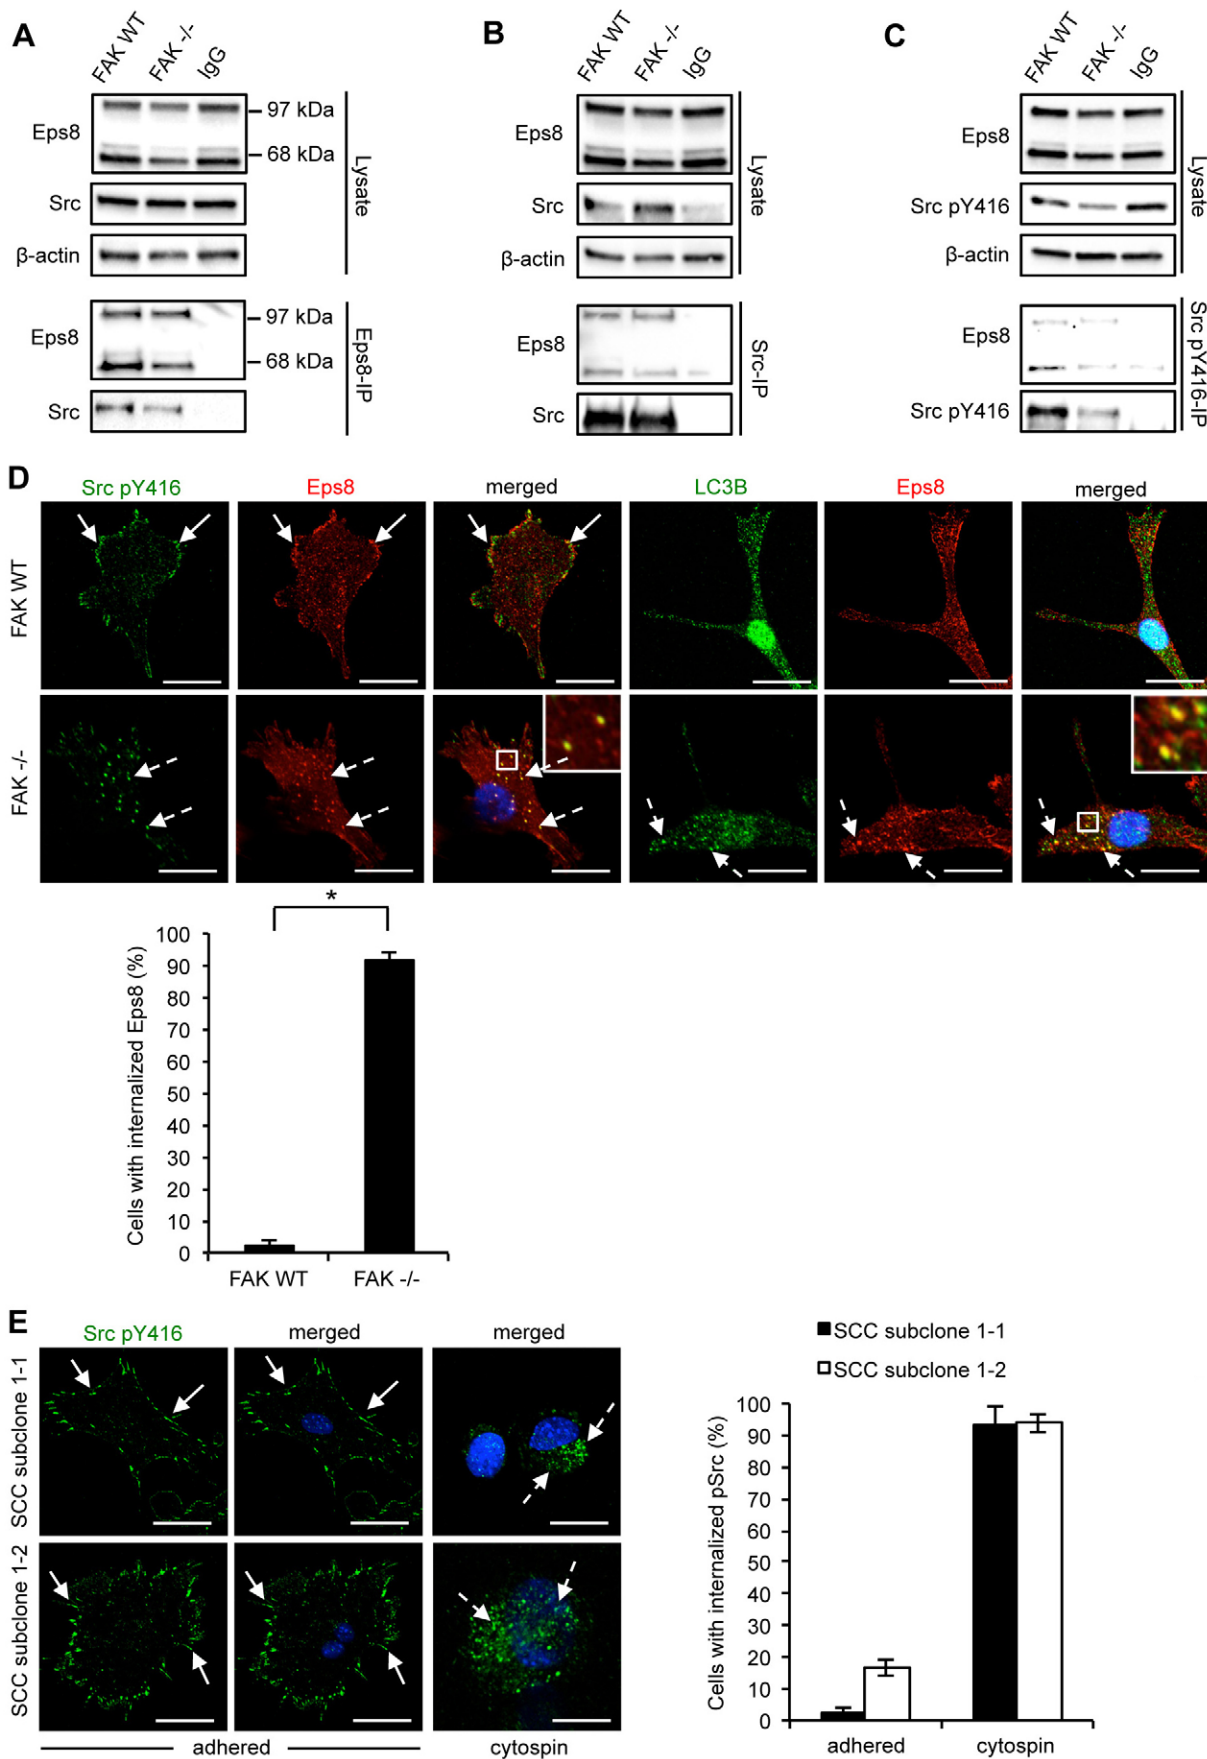 A
FAK WT
FAK -/-
IgG
Eps8
97 kDa
68 kDa
Src
β-actin
Lysate
Eps8
97 kDa
68 kDa
Src
Eps8-IP
B
FAK WT
FAK -/-
IgG
Eps8
Src
β-actin
Lysate
Eps8
Src
Src-IP
C
FAK WT
FAK -/-
IgG
Eps8
Src pY416
β-actin
Lysate
Eps8
Src pY416
Src pY416-IP
D
Src pY416
Eps8
merged
LC3B
Eps8
merged
FAK WT
FAK -/-
*
Cells with internalized Eps8 (%)
100
90
80
70
60
50
40
30
20
10
0
FAK WT
FAK -/-
E
Src pY416
merged
merged
SCC subclone 1-1
SCC subclone 1-2
adhered
cytospin
SCC subclone 1-1
SCC subclone 1-2
Cells with internalized pSrc (%)
100
90
80
70
60
50
40
30
20
10
0
adhered
cytospin